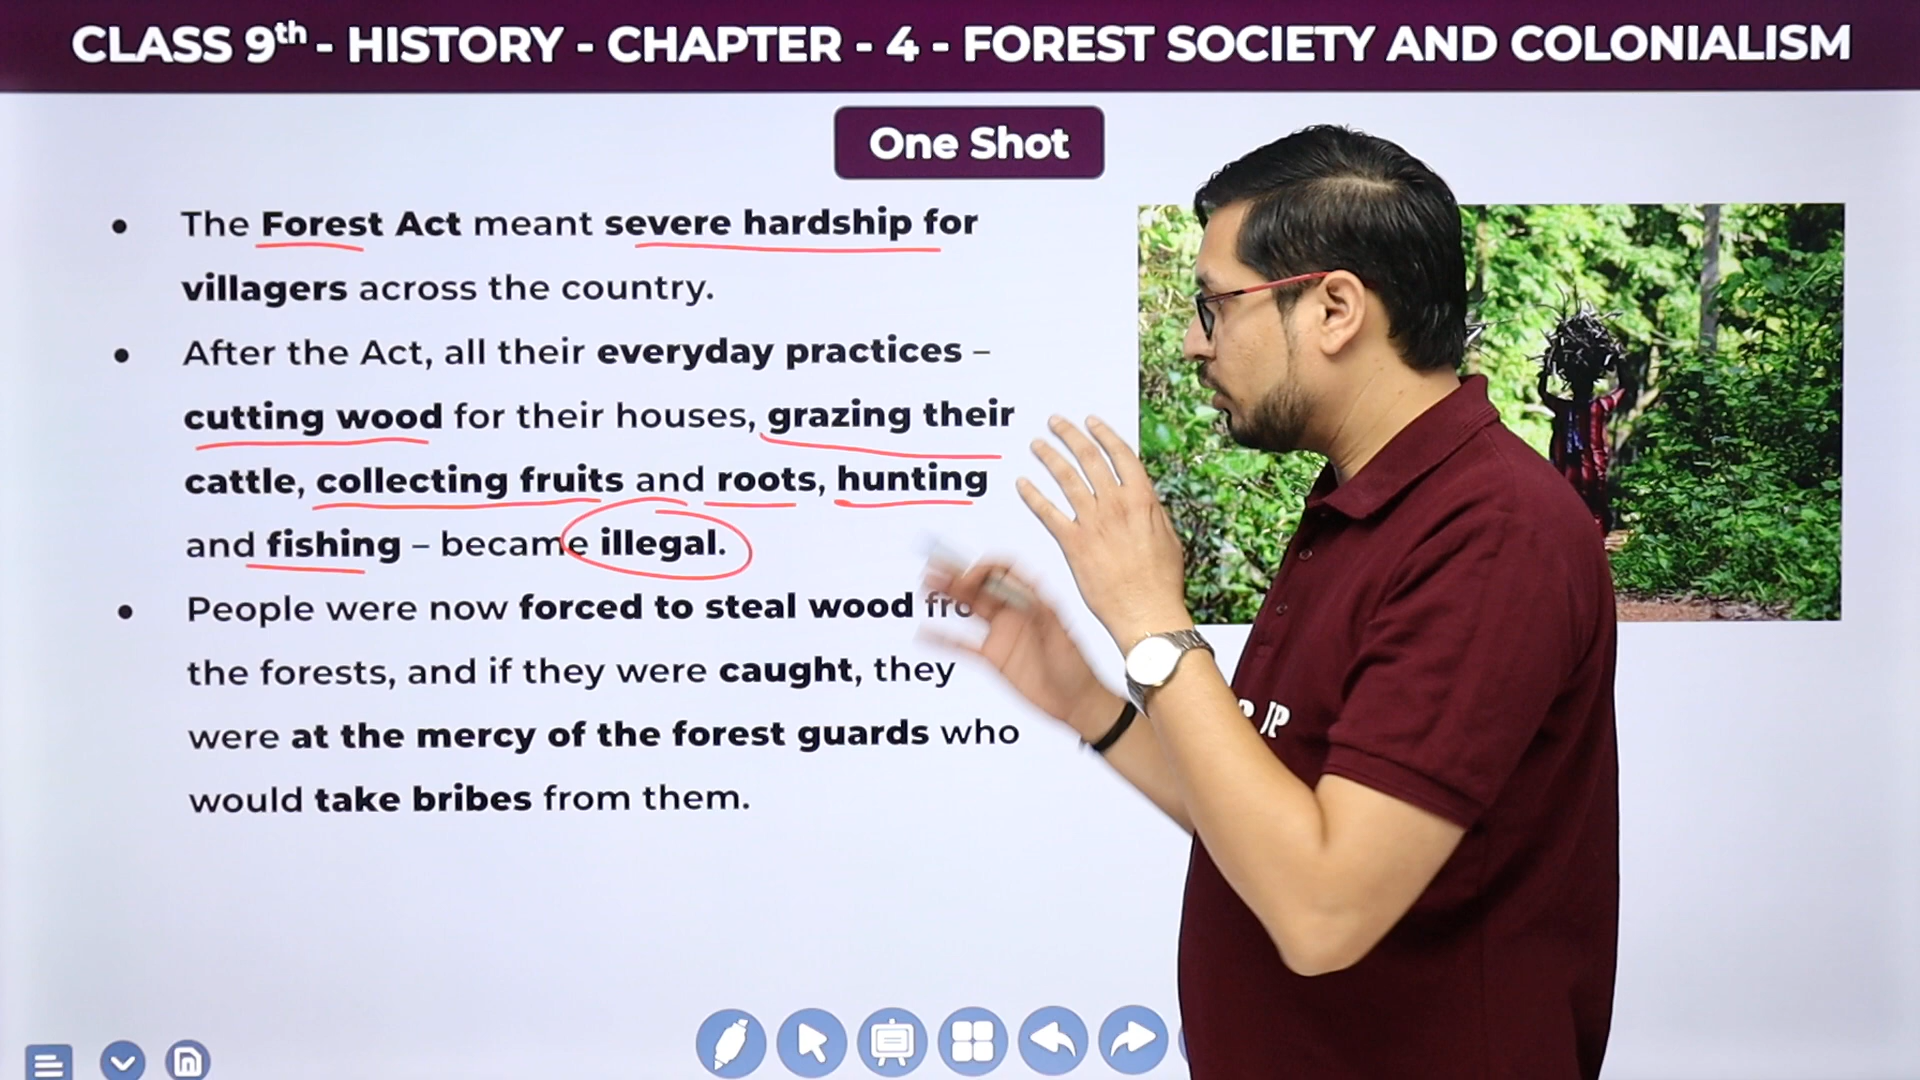 CLASS 9th - HISTORY - CHAPTER - 4 - FOREST SOCIETY AND COLONIALISM
One Shot
● The Forest Act meant severe hardship for
villagers across the country.
● After the Act, all their everyday practices –
cutting wood for their houses, grazing their
cattle, collecting fruits and roots, hunting
and fishing – became illegal.
● People were now forced to steal wood
the forests, and if they were caught, they
were at the mercy of the forest guards who
would take bribes from them.